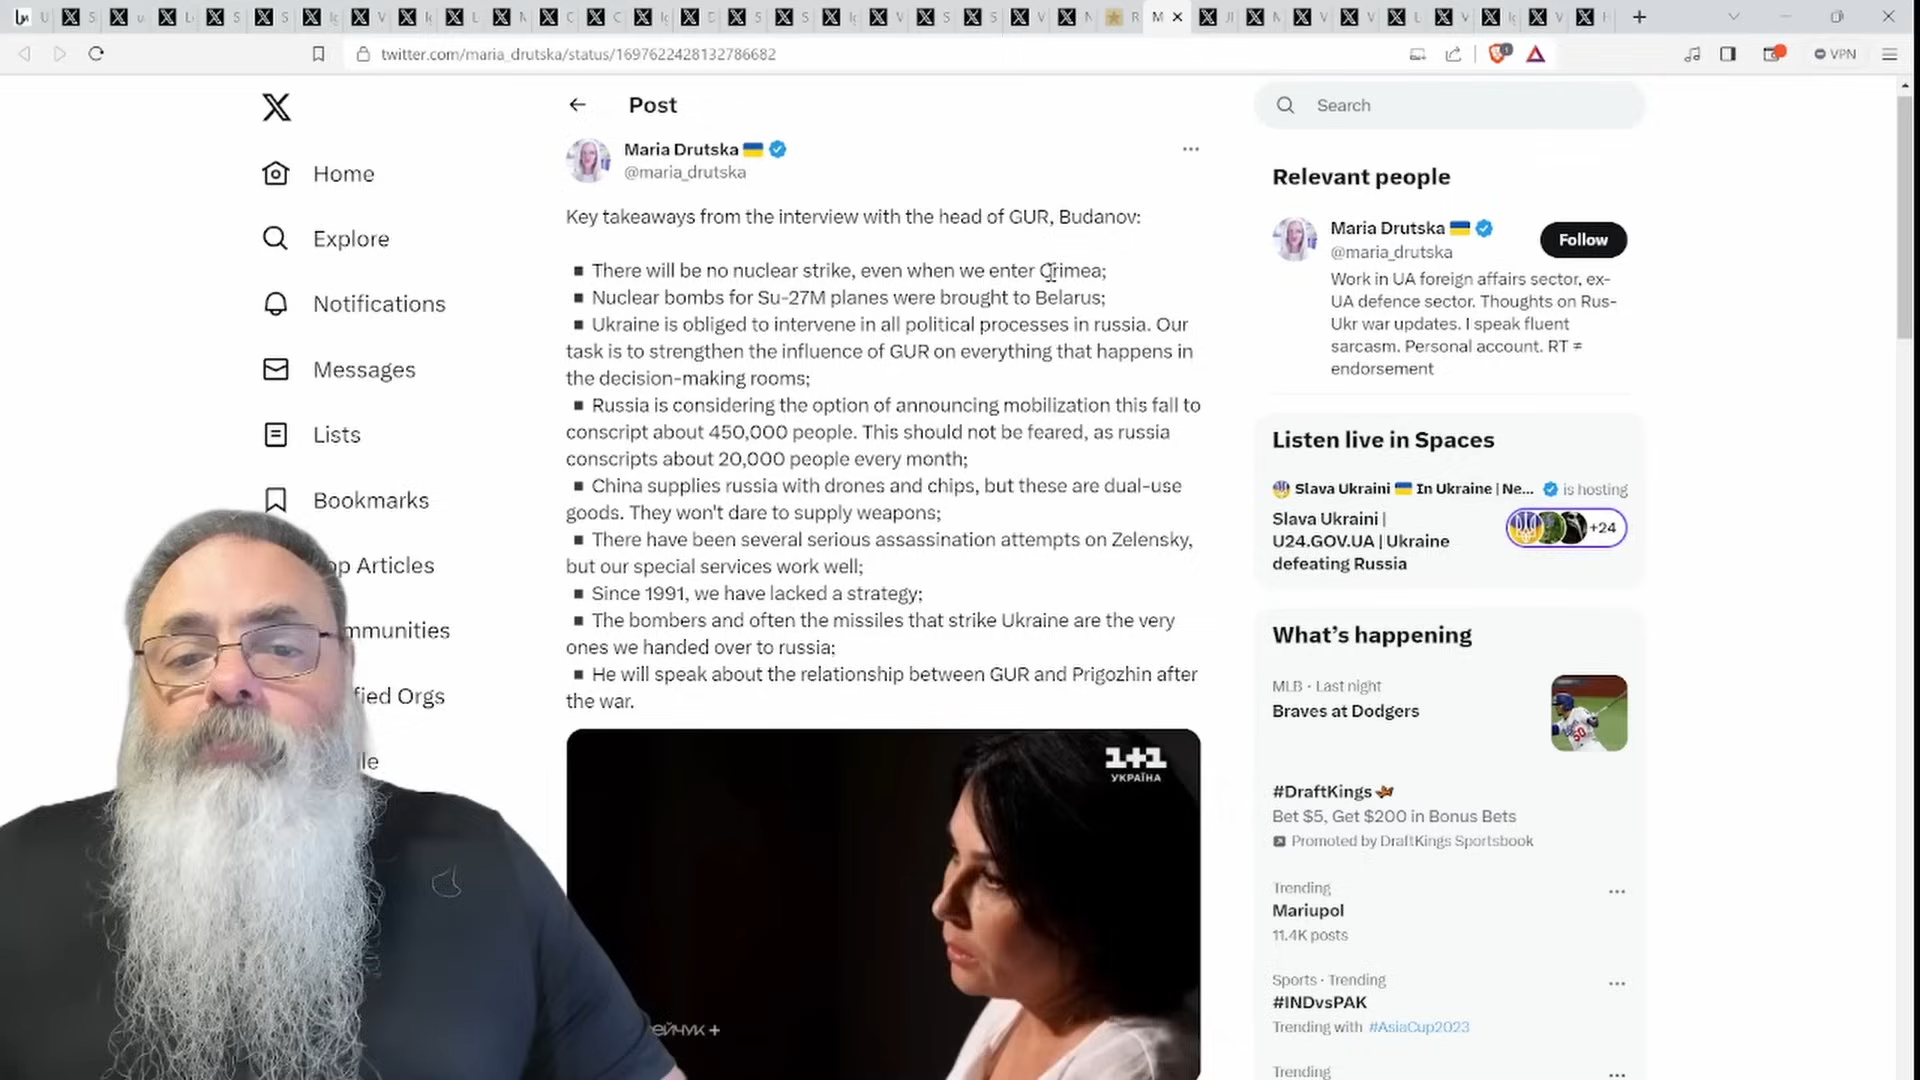 twitter.com/maria_drutska/status/1697622428132786682
VPN
Home
Explore
Notifications
Messages
Lists
Bookmarks
op Articles
mmunities
fied Orgs
le
Post
Maria Drutska
@maria_drutska
Key takeaways from the interview with the head of GUR, Budanov:
▪ There will be no nuclear strike, even when we enter Crimea;
▪ Nuclear bombs for Su-27M planes were brought to Belarus;
▪ Ukraine is obliged to intervene in all political processes in russia. Our
task is to strengthen the influence of GUR on everything that happens in
the decision-making rooms;
▪ Russia is considering the option of announcing mobilization this fall to
conscript about 450,000 people. This should not be feared, as russia
conscripts about 20,000 people every month;
▪ China supplies russia with drones and chips, but these are dual-use
goods. They won't dare to supply weapons;
▪ There have been several serious assassination attempts on Zelensky,
but our special services work well;
▪ Since 1991, we have lacked a strategy;
▪ The bombers and often the missiles that strike Ukraine are the very
ones we handed over to russia;
▪ He will speak about the relationship between GUR and Prigozhin after
the war.
1+1
УКРАЇНА
ейчук +
Search
Relevant people
Maria Drutska
@maria_drutska
Follow
Work in UA foreign affairs sector, ex-
UA defence sector. Thoughts on Rus-
Ukr war updates. I speak fluent
sarcasm. Personal account. RT ≠
endorsement
Listen live in Spaces
Slava Ukraini In Ukraine | Ne... is hosting
Slava Ukraini |
U24.GOV.UA | Ukraine
defeating Russia
+24
What's happening
MLB · Last night
Braves at Dodgers
#DraftKings
Bet $5, Get $200 in Bonus Bets
Promoted by DraftKings Sportsbook
Trending
Mariupol
11.4K posts
Sports · Trending
#INDvsPAK
Trending with #AsiaCup2023
Trending